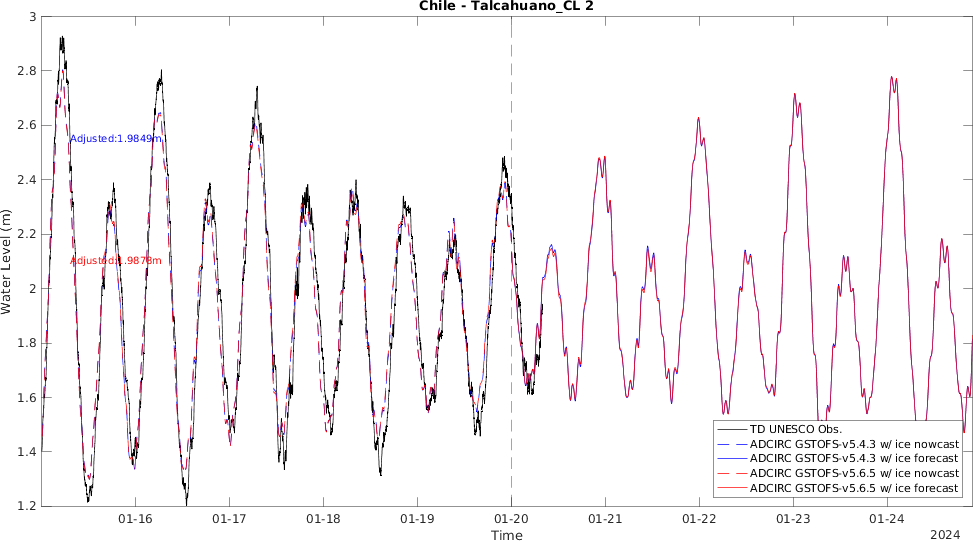 Chile - Talcahuano_CL 2
Water Level (m)
3
2.8
2.6
2.4
2.2
2
1.8
1.6
1.4
1.2
Adjusted:1.9849m
Adjusted:1.9878m
TD UNESCO Obs.
ADCIRC GSTOFS-v5.4.3 w/ ice nowcast
ADCIRC GSTOFS-v5.4.3 w/ ice forecast
ADCIRC GSTOFS-v5.6.5 w/ ice nowcast
ADCIRC GSTOFS-v5.6.5 w/ ice forecast
01-16 01-17 01-18 01-19 01-20 01-21 01-22 01-23 01-24
Time
2024